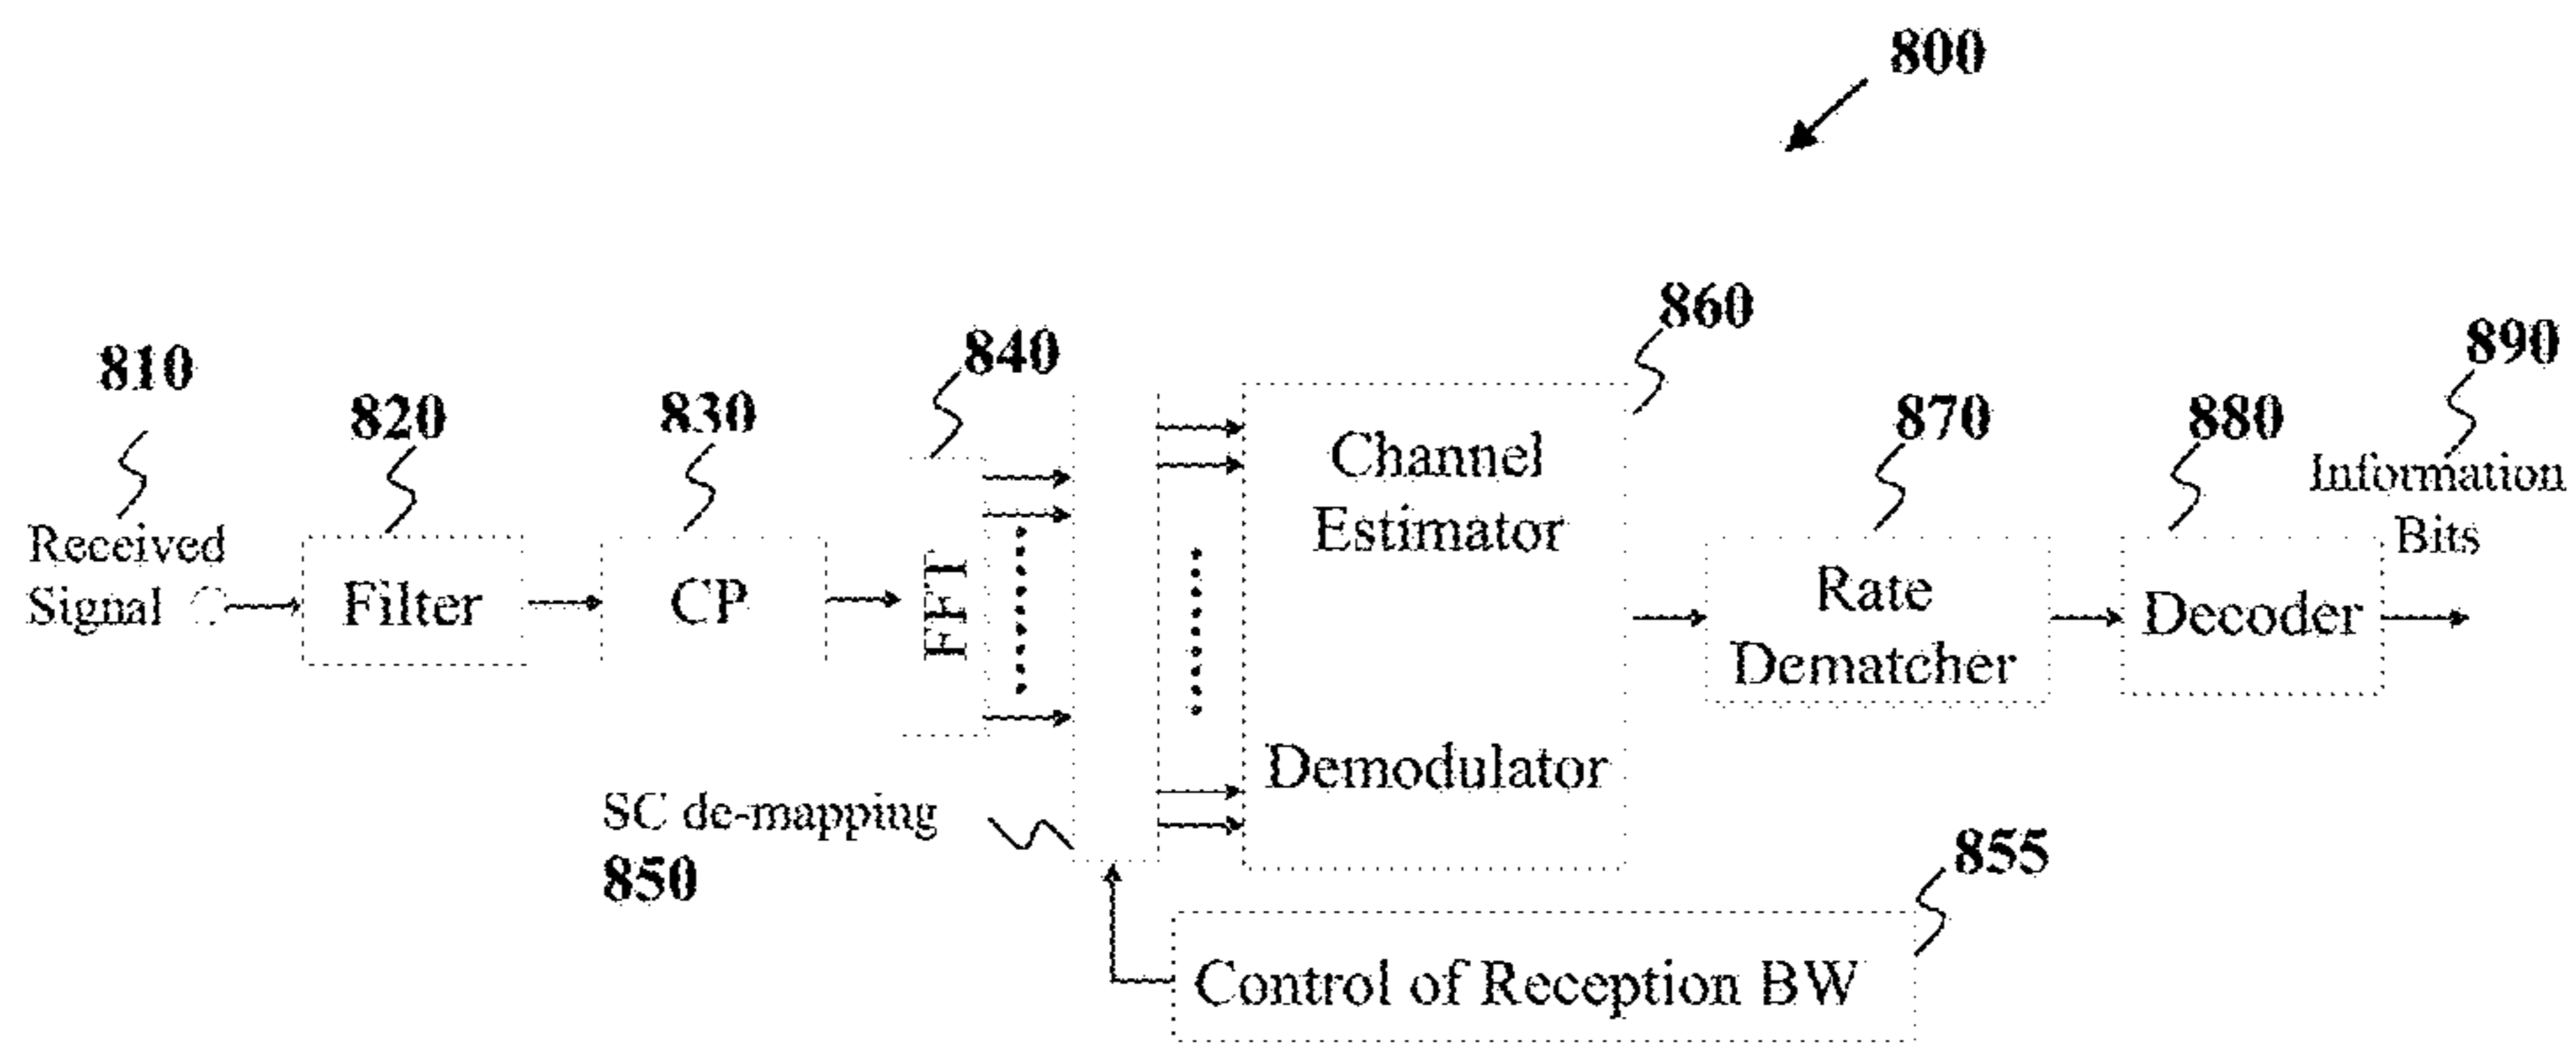 800
860
890
840
810
820
830
870
880
Channel
Estimator
Information
Bits
Received
Signal
Filter
CP
FFT
Rate
Dematcher
Decoder
Demodulator
SC de-mapping
850
855
Control of Reception BW